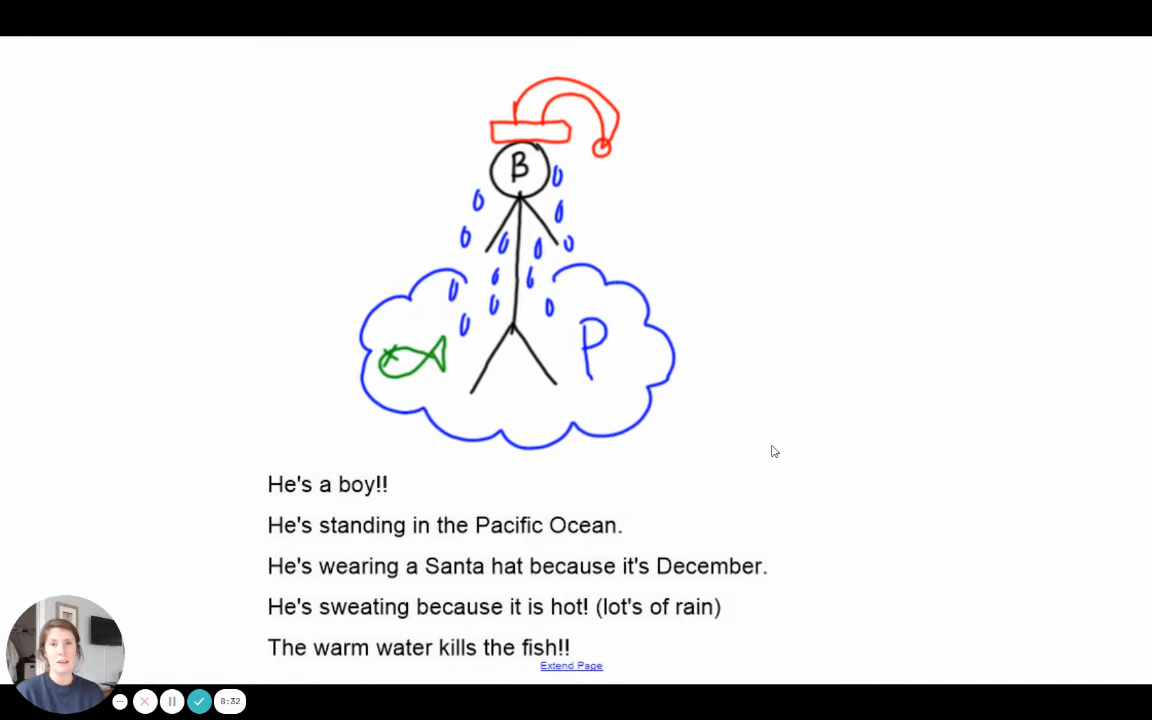 B
P
He's a boy!!
He's standing in the Pacific Ocean.
He's wearing a Santa hat because it's December.
He's sweating because it is hot! (lot's of rain)
The warm water kills the fish!!
Extend Page
8:32